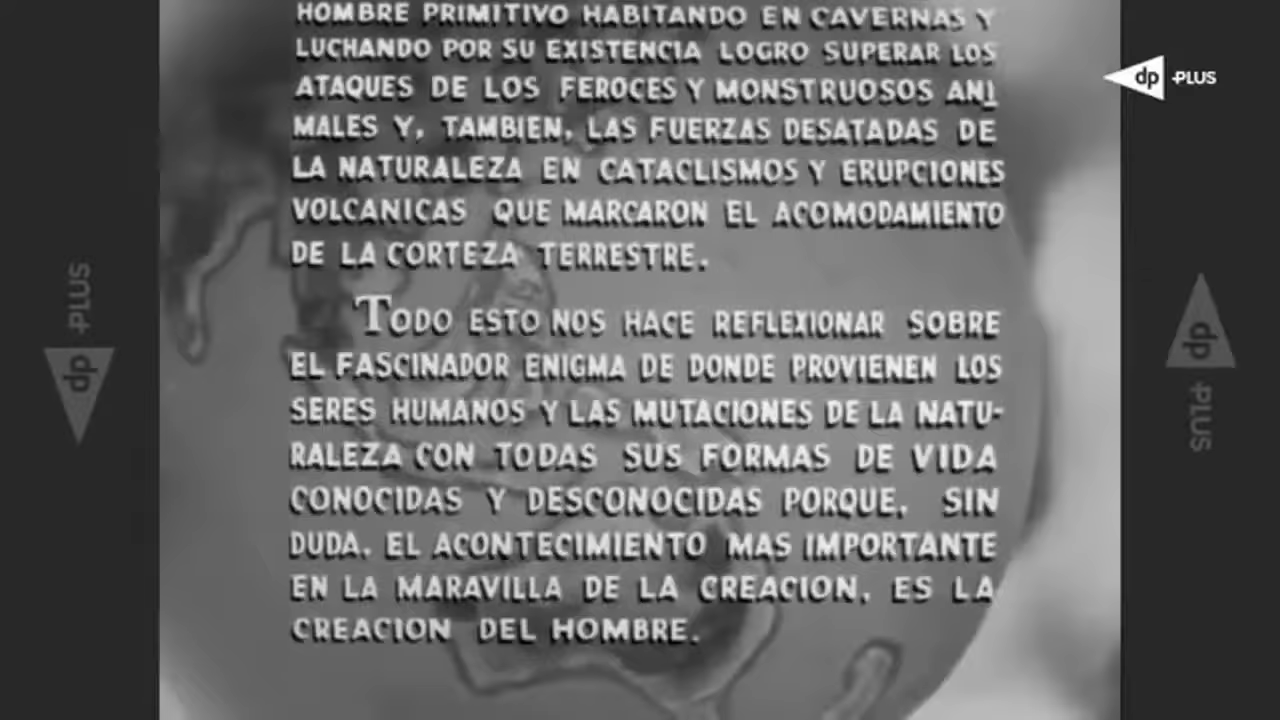 HOMBRE PRIMITIVO HABITANDO EN CAVERNAS Y
LUCHANDO POR SU EXISTENCIA LOGRO SUPERAR LOS
ATAQUES DE LOS FEROCES Y MONSTRUOSOS ANI
MALES Y, TAMBIEN, LAS FUERZAS DESATADAS DE
LA NATURALEZA EN CATACLISMOS Y ERUPCIONES
VOLCANICAS QUE MARCARON EL ACOMODAMIENTO
DE LA CORTEZA TERRESTRE.
TODO ESTO NOS HACE REFLEXIONAR SOBRE
EL FASCINADOR ENIGMA DE DONDE PROVIENEN LOS
SERES HUMANOS Y LAS MUTACIONES DE LA NATU-
RALEZA CON TODAS SUS FORMAS DE VIDA
CONOCIDAS Y DESCONOCIDAS PORQUE, SIN
DUDA, EL ACONTECIMIENTO MAS IMPORTANTE
EN LA MARAVILLA DE LA CREACION, ES LA
CREACION DEL HOMBRE.
dp PLUS
dp PLUS
dp PLUS